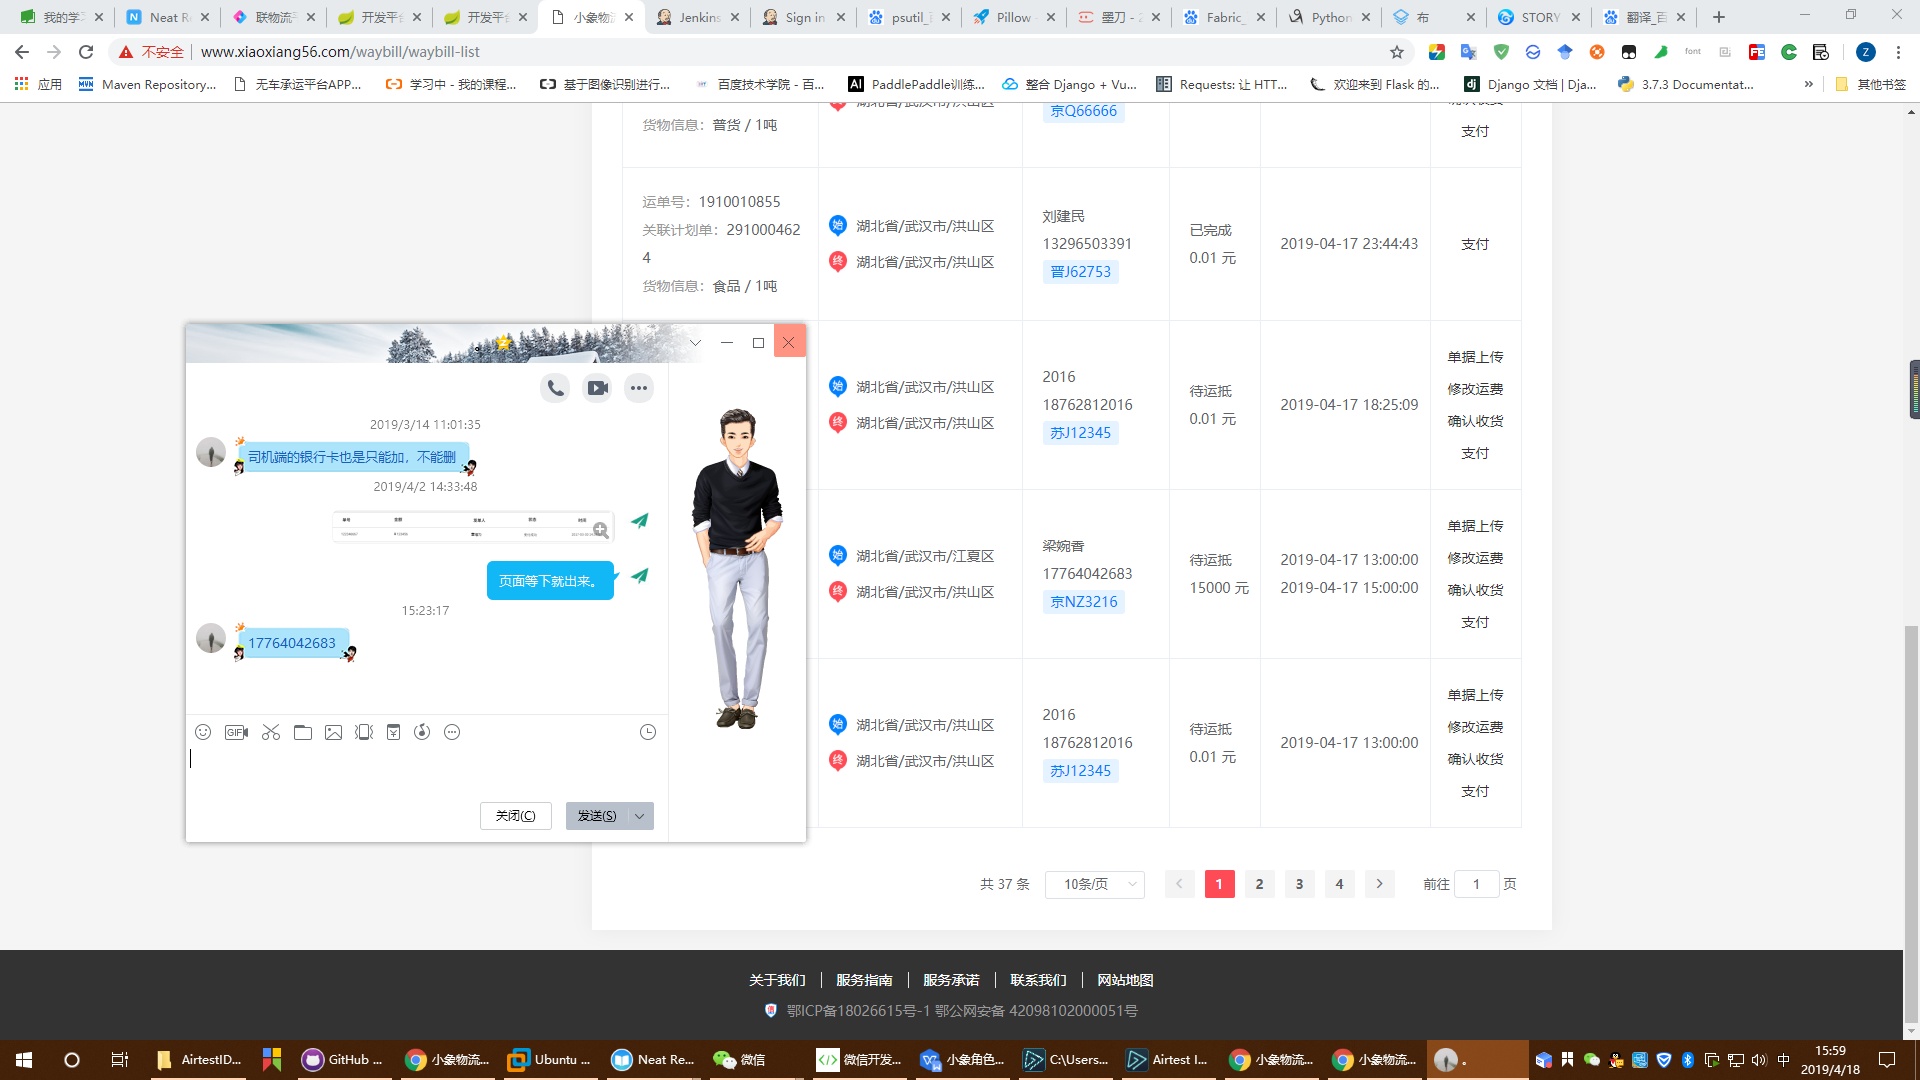 我的学
Neat R
联物流平
开发平台
开发平台
小象物流
Jenkins
Sign in
psutil_
Pillow
墨刀 - 
Fabric_
Python
布
STORY
翻译_百
不安全
www.xiaoxiang56.com/waybill/waybill-list
应用
Maven Repository...
无车承运平台APP...
学习中 - 我的课程...
基于图像识别进行...
百度技术学院 - 百...
PaddlePaddle训练...
整合 Django + Vu...
Requests: 让 HTT...
欢迎来到 Flask 的...
Django 文档 | Dja...
3.7.3 Documentat...
»
其他书签
湖北省/武汉市/洪山区
京Q66666
确认收货
货物信息：普货 / 1吨
支付
运单号：1910010855
关联计划单：291000462
4
货物信息：食品 / 1吨
始 湖北省/武汉市/洪山区
终 湖北省/武汉市/洪山区
刘建民
13296503391
晋J62753
已完成
0.01 元
2019-04-17 23:44:43
支付
始 湖北省/武汉市/洪山区
终 湖北省/武汉市/洪山区
2016
18762812016
苏J12345
待运抵
0.01 元
2019-04-17 18:25:09
单据上传
修改运费
确认收货
支付
始 湖北省/武汉市/江夏区
终 湖北省/武汉市/洪山区
梁婉香
17764042683
京NZ3216
待运抵
15000 元
2019-04-17 13:00:00
2019-04-17 15:00:00
单据上传
修改运费
确认收货
支付
始 湖北省/武汉市/洪山区
终 湖北省/武汉市/洪山区
2016
18762812016
苏J12345
待运抵
0.01 元
2019-04-17 13:00:00
单据上传
修改运费
确认收货
支付
2019/3/14 11:01:35
司机端的银行卡也是只能加，不能删
2019/4/2 14:33:48
页面等下就出来。
15:23:17
17764042683
GIF
关闭(C)
发送(S)
共 37 条
10条/页
1
2
3
4
前往 1 页
关于我们
服务指南
服务承诺
联系我们
网站地图
鄂ICP备18026615号-1 鄂公网安备 42098102000051号
AirtestID...
GitHub ...
小象物流...
Ubuntu ...
Neat Re...
微信
微信开发...
小象角色...
C:\Users...
Airtest I...
小象物流...
小象物流...
中
15:59
2019/4/18